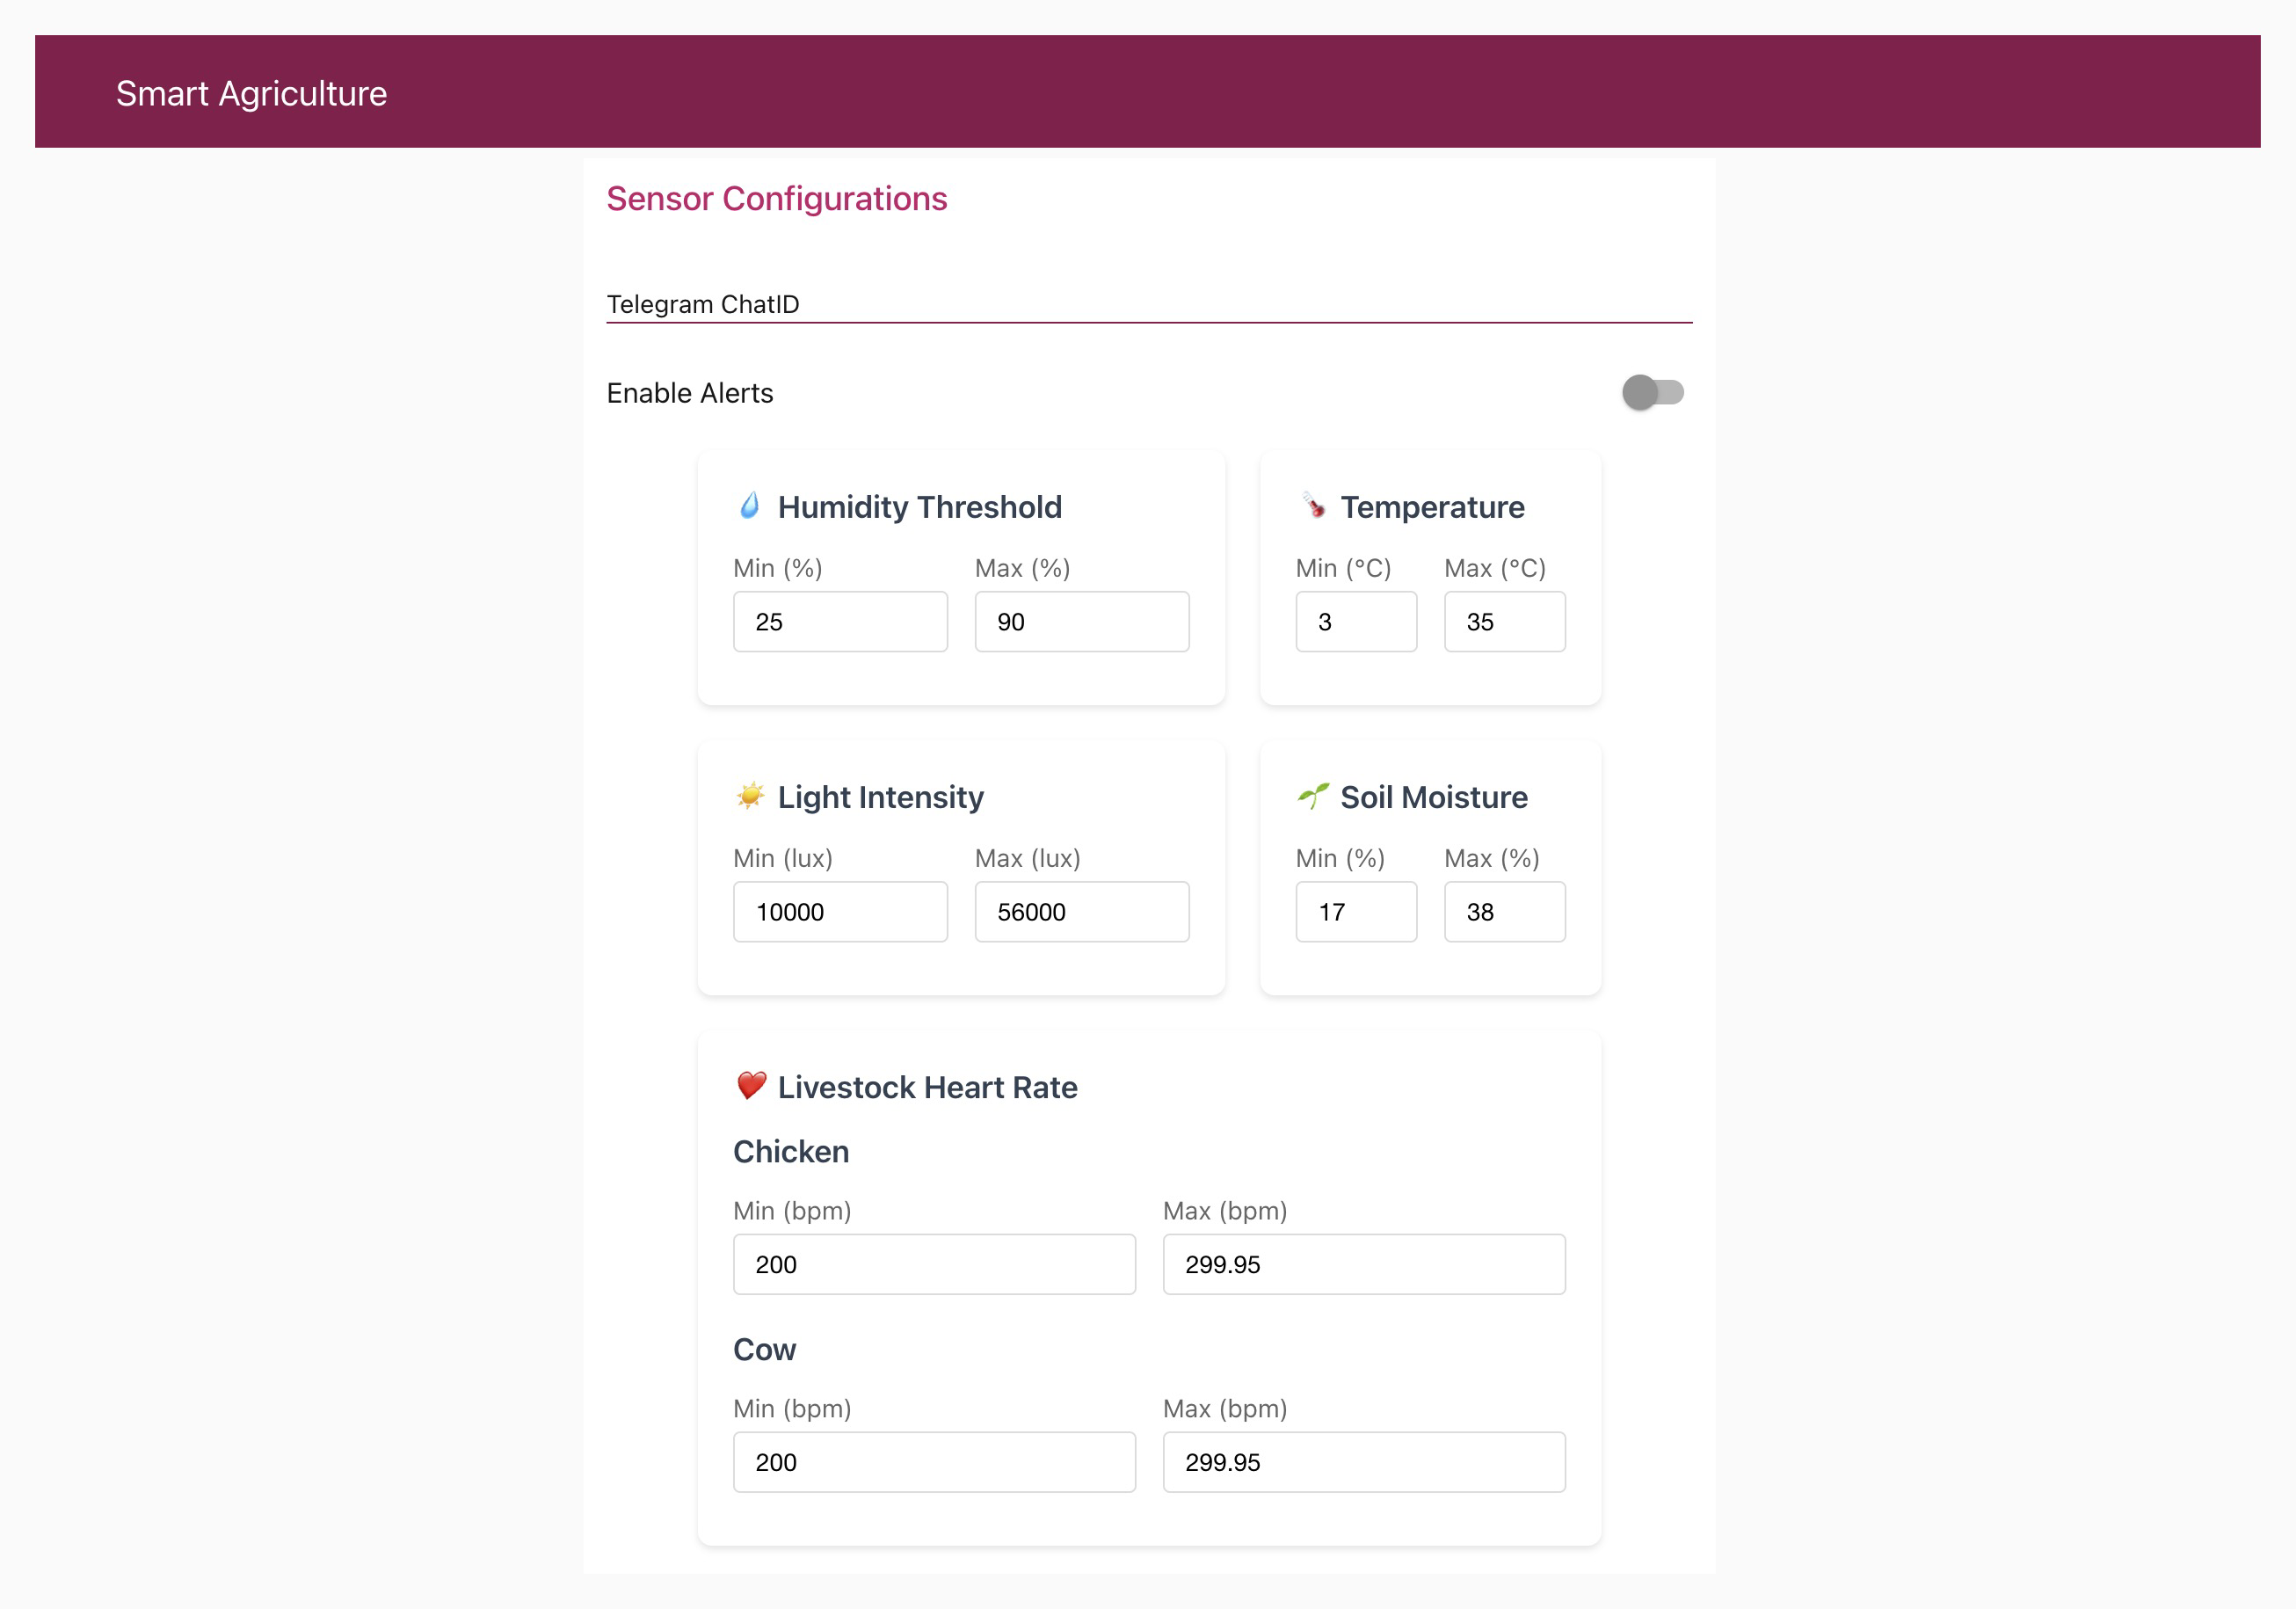 Smart Agriculture
Sensor Configurations
Telegram ChatID
Enable Alerts
Humidity Threshold
Min (%) Max (%)
25 90
Temperature
Min (°C) Max (°C)
3 35
Light Intensity
Min (lux) Max (lux)
10000 56000
Soil Moisture
Min (%) Max (%)
17 38
Livestock Heart Rate
Chicken
Min (bpm) Max (bpm)
200 299.95
Cow
Min (bpm) Max (bpm)
200 299.95